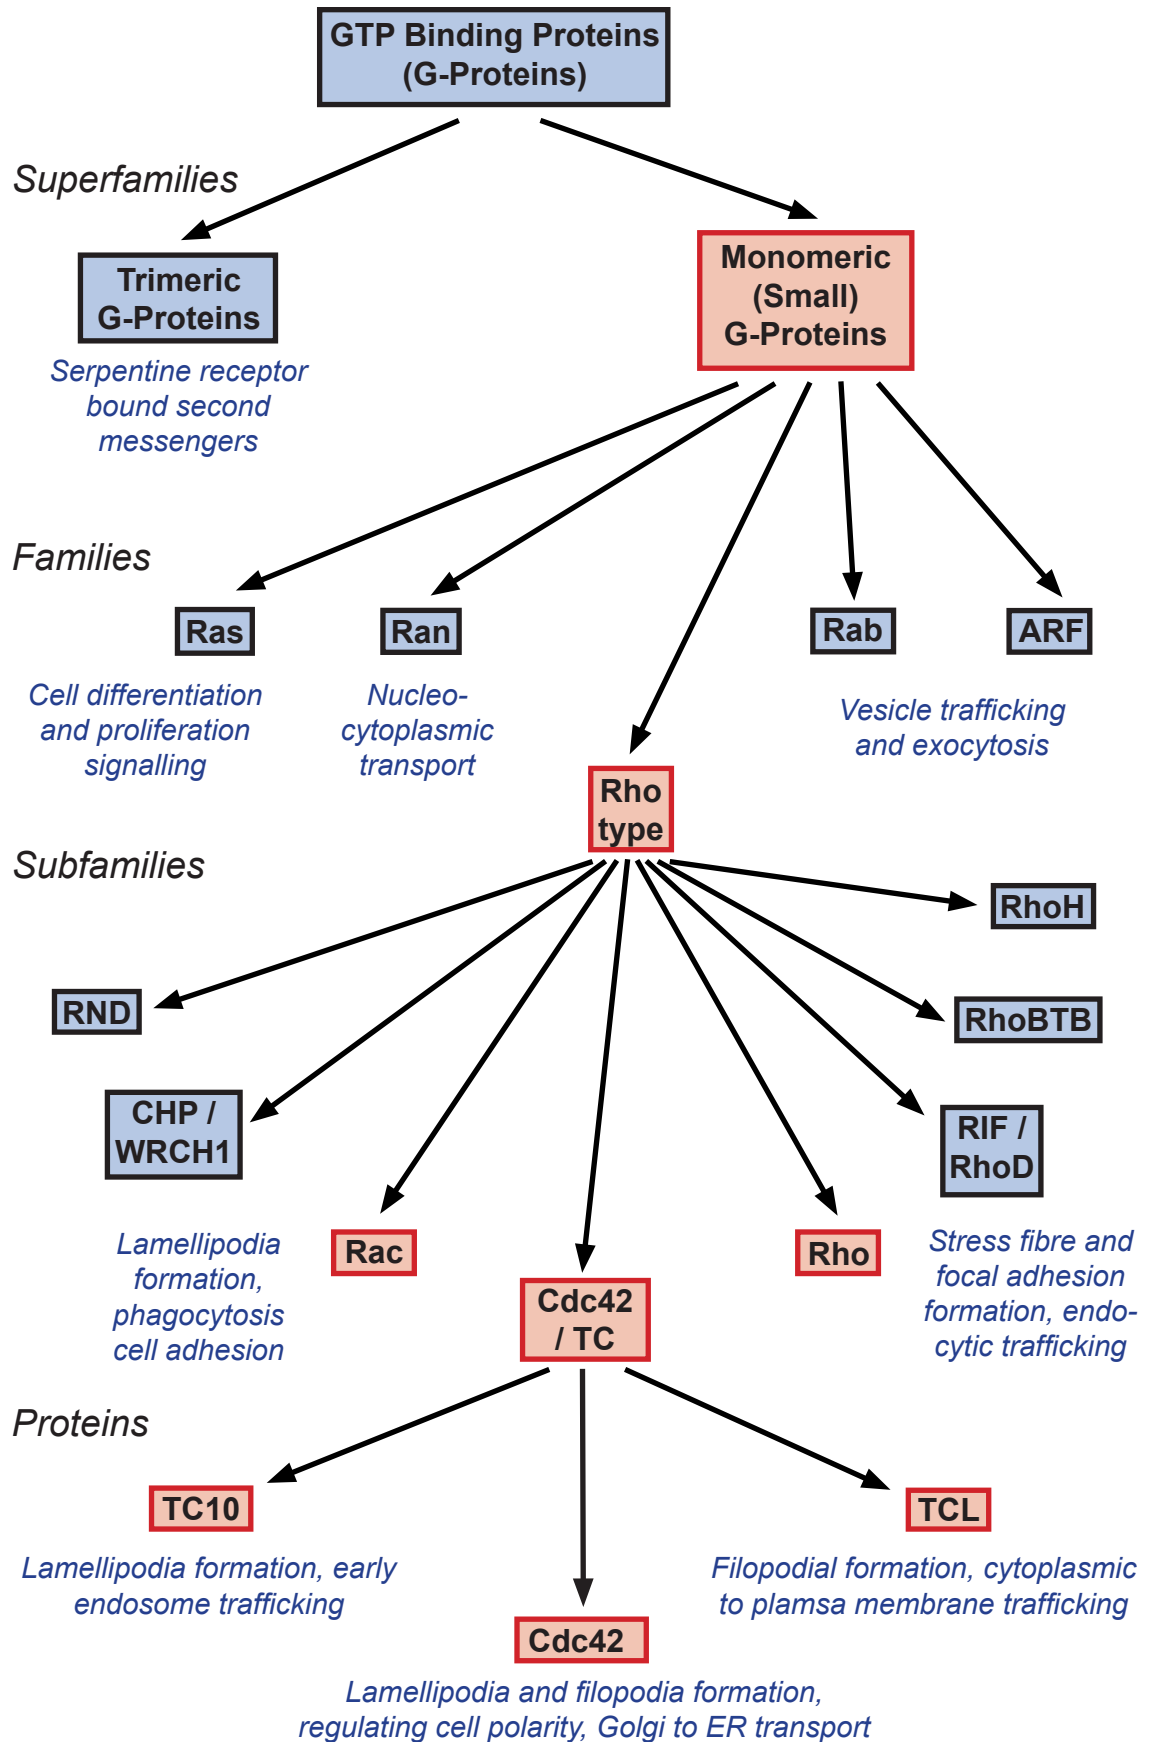 GTP Binding Proteins
(G-Proteins)
Superfamilies
Trimeric
G-Proteins
Serpentine receptor
bound second
messengers
Monomeric
(Small)
G-Proteins
Families
Ras
Ran
Rab
ARF
Cell differentiation
and proliferation
signalling
Nucleo-
cytoplasmic
transport
Vesicle trafficking
and exocytosis
Rho
type
Subfamilies
RhoH
RND
RhoBTB
CHP /
WRCH1
RIF /
RhoD
Lamellipodia
formation,
phagocytosis
cell adhesion
Rac
Cdc42
/ TC
Rho
Stress fibre and
focal adhesion
formation, endo-
cytic trafficking
Proteins
TC10
TCL
Lamellipodia formation, early
endosome trafficking
Filopodial formation, cytoplasmic
to plamsa membrane trafficking
Cdc42
Lamellipodia and filopodia formation,
regulating cell polarity, Golgi to ER transport